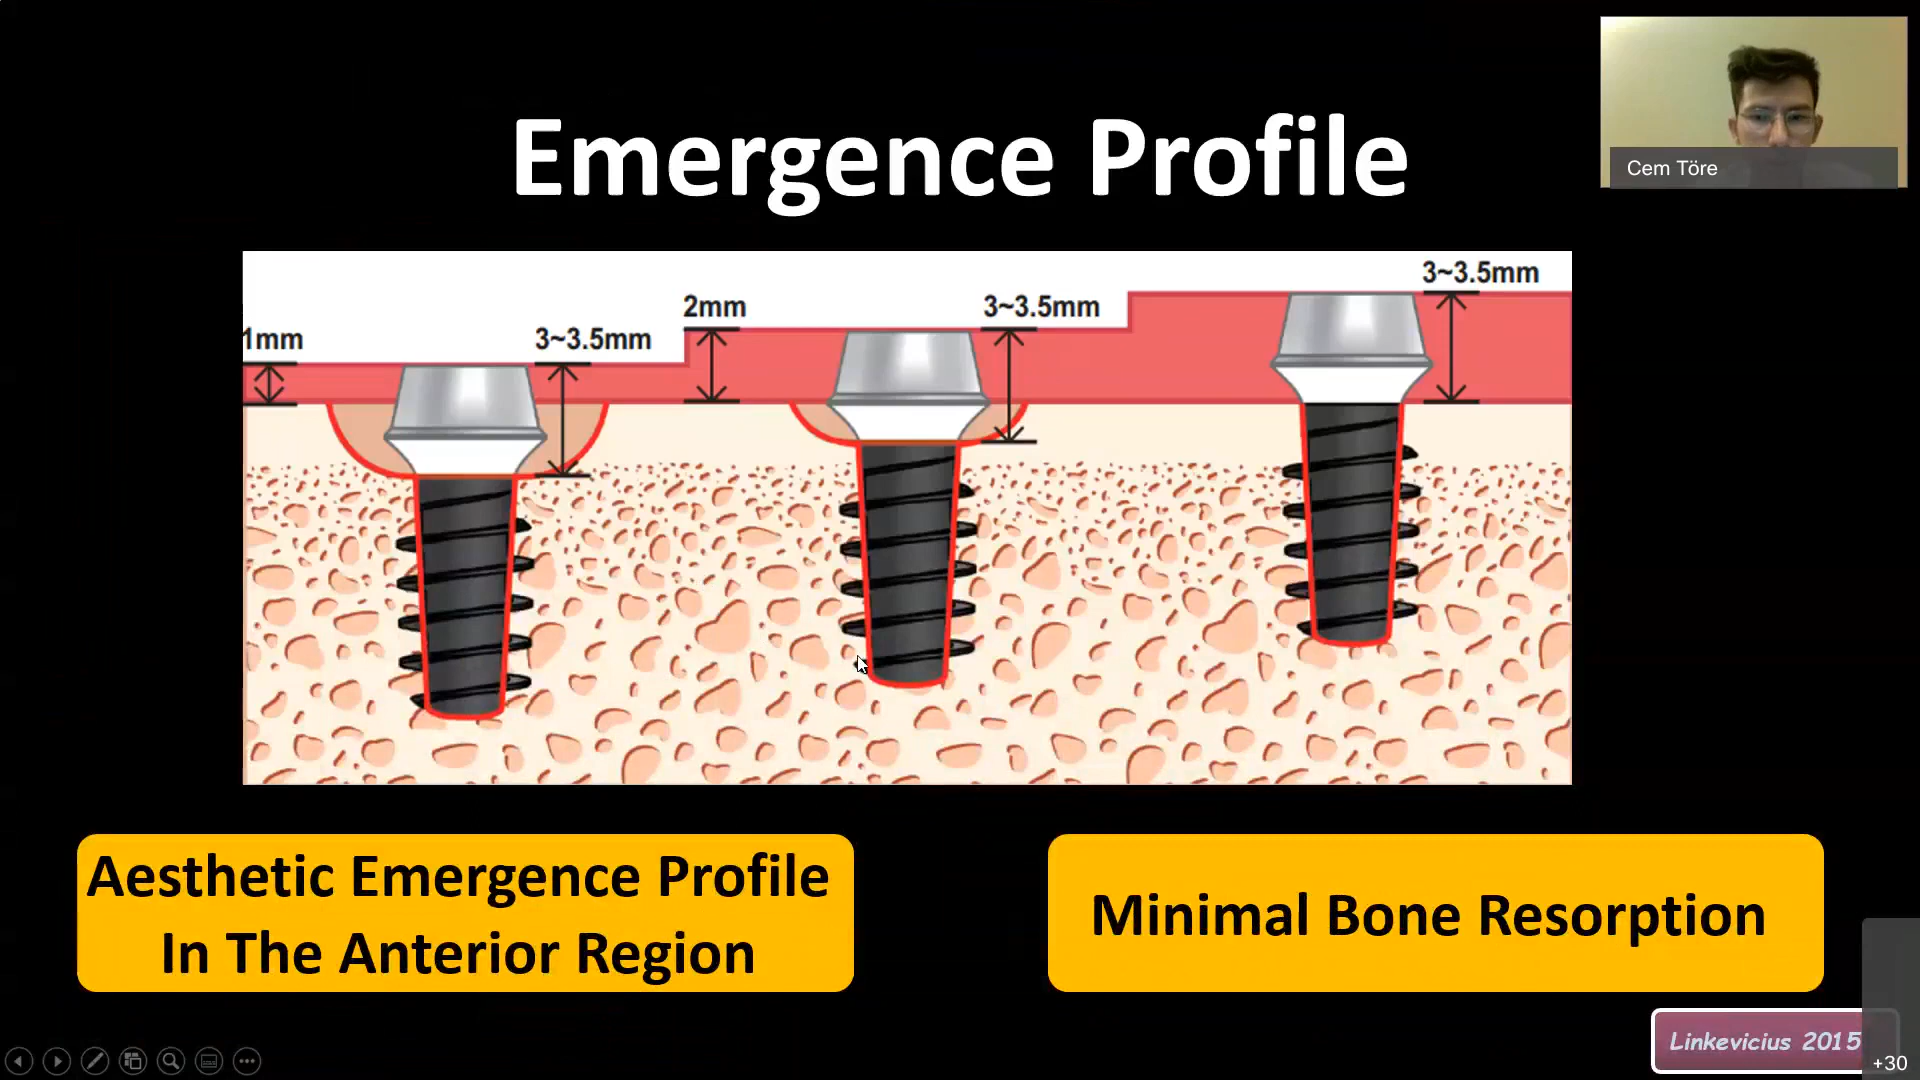 Cem Töre
Emergence Profile
3~3.5mm
2mm
3~3.5mm
1mm
3~3.5mm
Aesthetic Emergence Profile
In The Anterior Region
Minimal Bone Resorption
Linkevicius 2015
+30